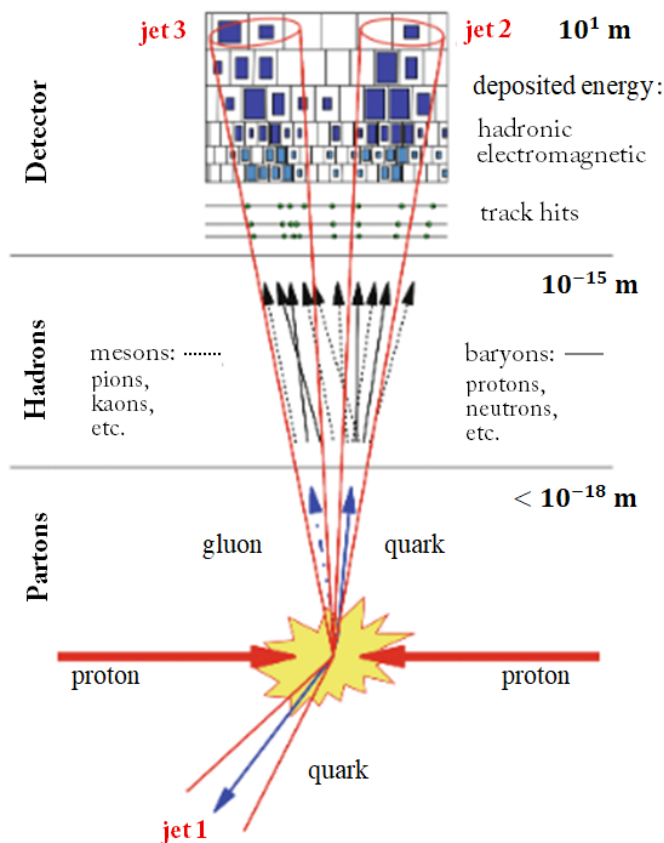 jet 3
jet 2
10¹ m
Detector
deposited energy:
hadronic
electromagnetic
track hits
10⁻¹⁵ m
Hadrons
mesons:
pions,
kaons,
etc.
baryons:
protons,
neutrons,
etc.
< 10⁻¹⁸ m
Partons
gluon
quark
proton
proton
quark
jet 1